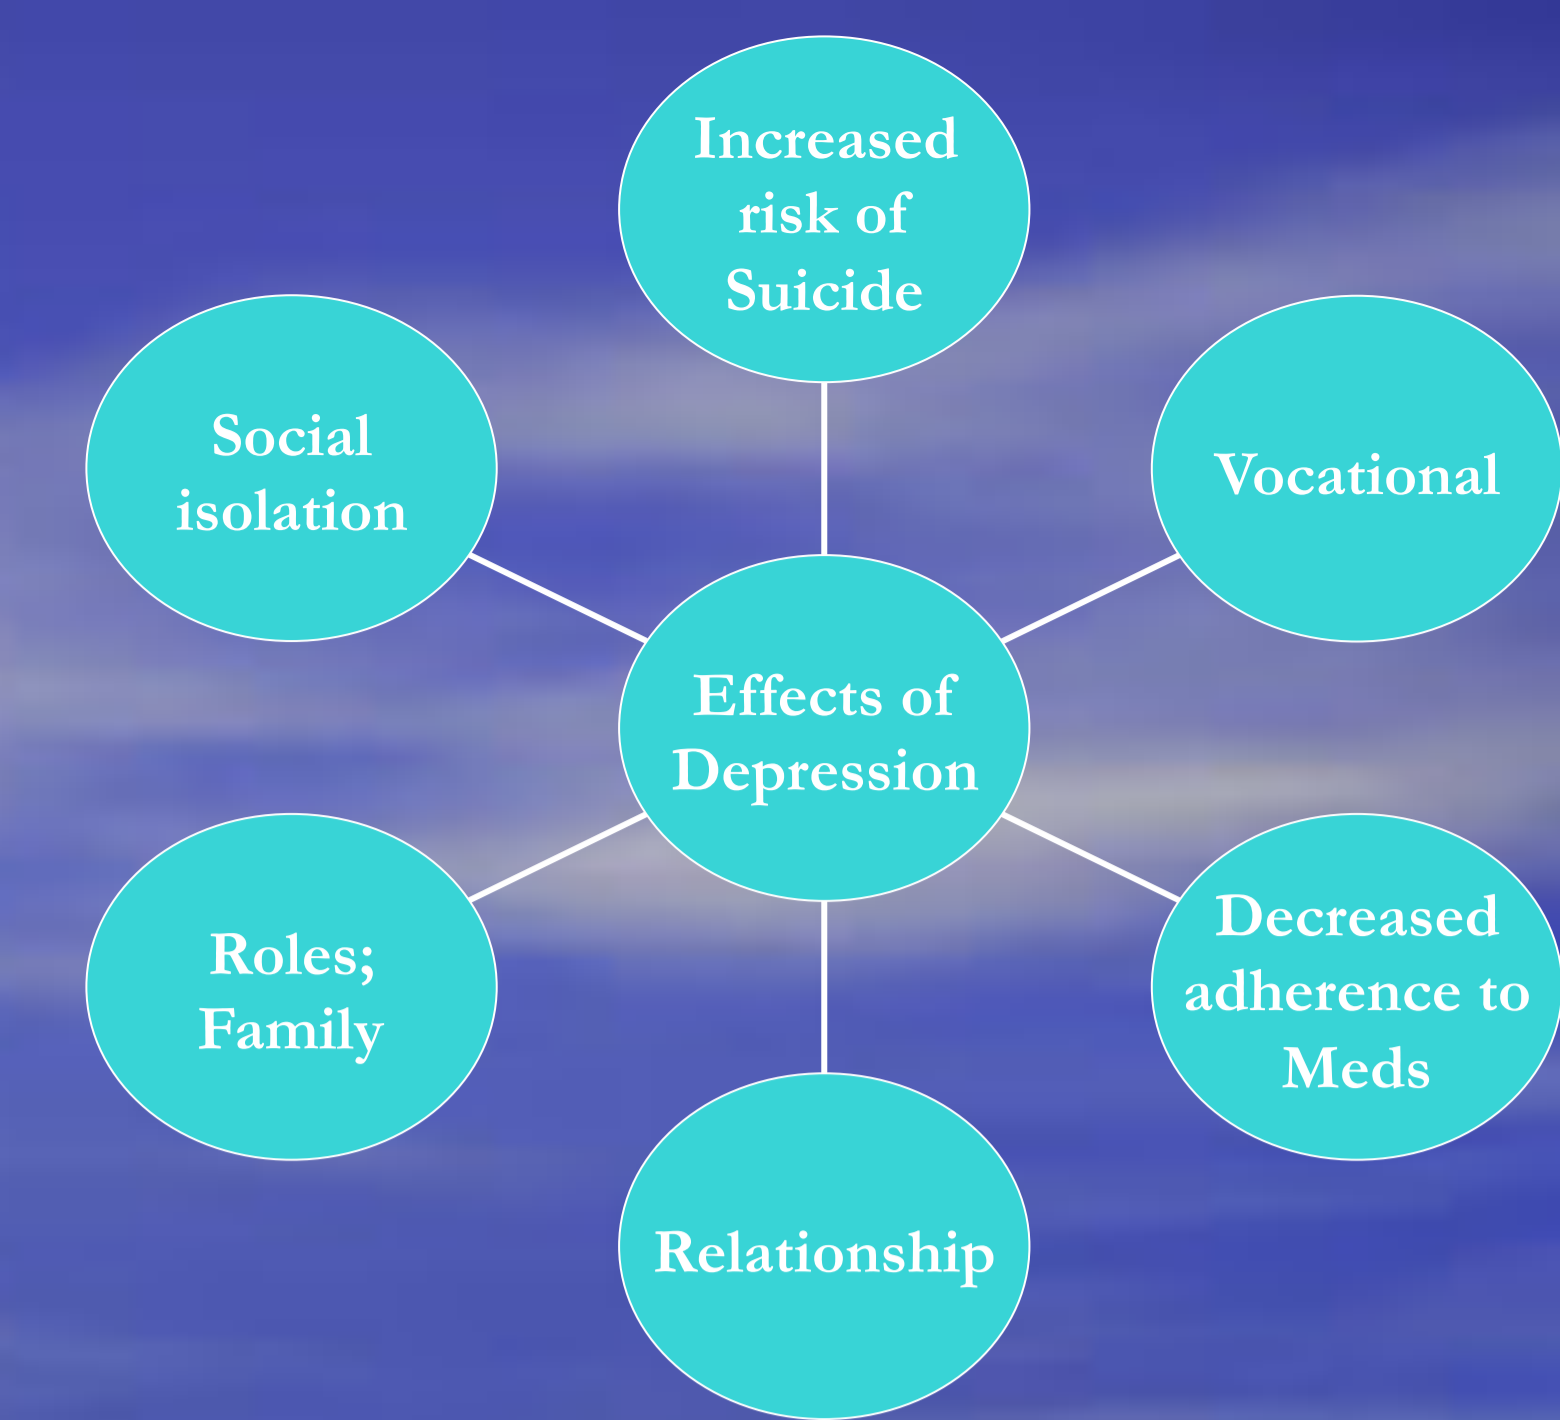 Increased
risk of
Suicide
Social
isolation
Vocational
Effects of
Depression
Roles;
Family
Decreased
adherence to
Meds
Relationship